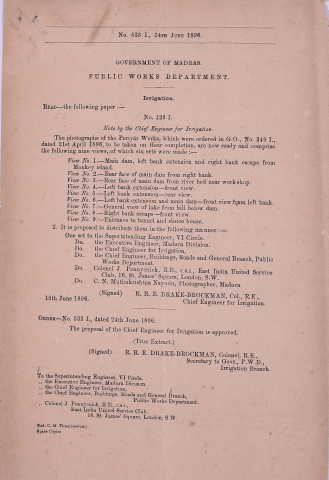 No. 533 I., 24TH JUNE 1896.
GOVERNMENT OF MADRAS.
PUBLIC WORKS DEPARTMENT.
Irrigation.
READ—the following paper :—
No. 126 I.
Note by the Chief Engineer for Irrigation.
The photographs of the Periyár Works, which were ordered in G.O., No. 349 I.,
dated 21st April 1896, to be taken on their completion, are now ready and comprise
the following nine views, of which six sets were made :—
View No. 1.—Main dam, left bank extension and right bank escape from
Monkey island.
View No. 2.—Rear face of main dam from right bank.
View No. 3.—Rear face of main dam from river bed near workshop.
View No. 4.—Left bank extension—front view.
View No. 5.—Left bank extension—rear view.
View No. 6.—Left bank extension and main dam—front view from left bank.
View No. 7.—General view of lake from hill below dam.
View No. 8.—Right bank escape—front view.
View No. 9.—Entrance to tunnel and sluice house.
2. It is proposed to distribute them in the following manner :—
One set to the Superintending Engineer, VI Circle.
Do. the Executive Engineer, Madura Division.
Do. the Chief Engineer for Irrigation.
Do. the Chief Engineer, Buildings, Roads and General Branch, Public
Works Department.
Do. Colonel J. Pennycuick, R.E., C.S.I., East India United Service
Club, 16, St. James' Square, London, S.W.
Do. C. N. Muttukrishna Nayudu, Photographer, Madura.
(Signed) R. R. E. DRAKE-BROCKMAN, Col., R.E.,
15th June 1896. Chief Engineer for Irrigation.
ORDER—No. 533 I., dated 24th June 1896.
The proposal of the Chief Engineer for Irrigation is approved.
(True Extract.)
(Signed) R. R. E. DRAKE-BROCKMAN, Colonel, R.E.,
Secretary to Govt., P.W.D.,
Irrigation Branch.
To the Superintending Engineer, VI Circle.
,, the Executive Engineer, Madura Division.
,, the Chief Engineer for Irrigation.
,, the Chief Engineer, Buildings, Roads and General Branch,
Public Works Department.
,, Colonel J. Pennycuick, R.E., C.S.I.,
East India United Service Club,
16, St. James' Square, London, S.W.
Spare Copies